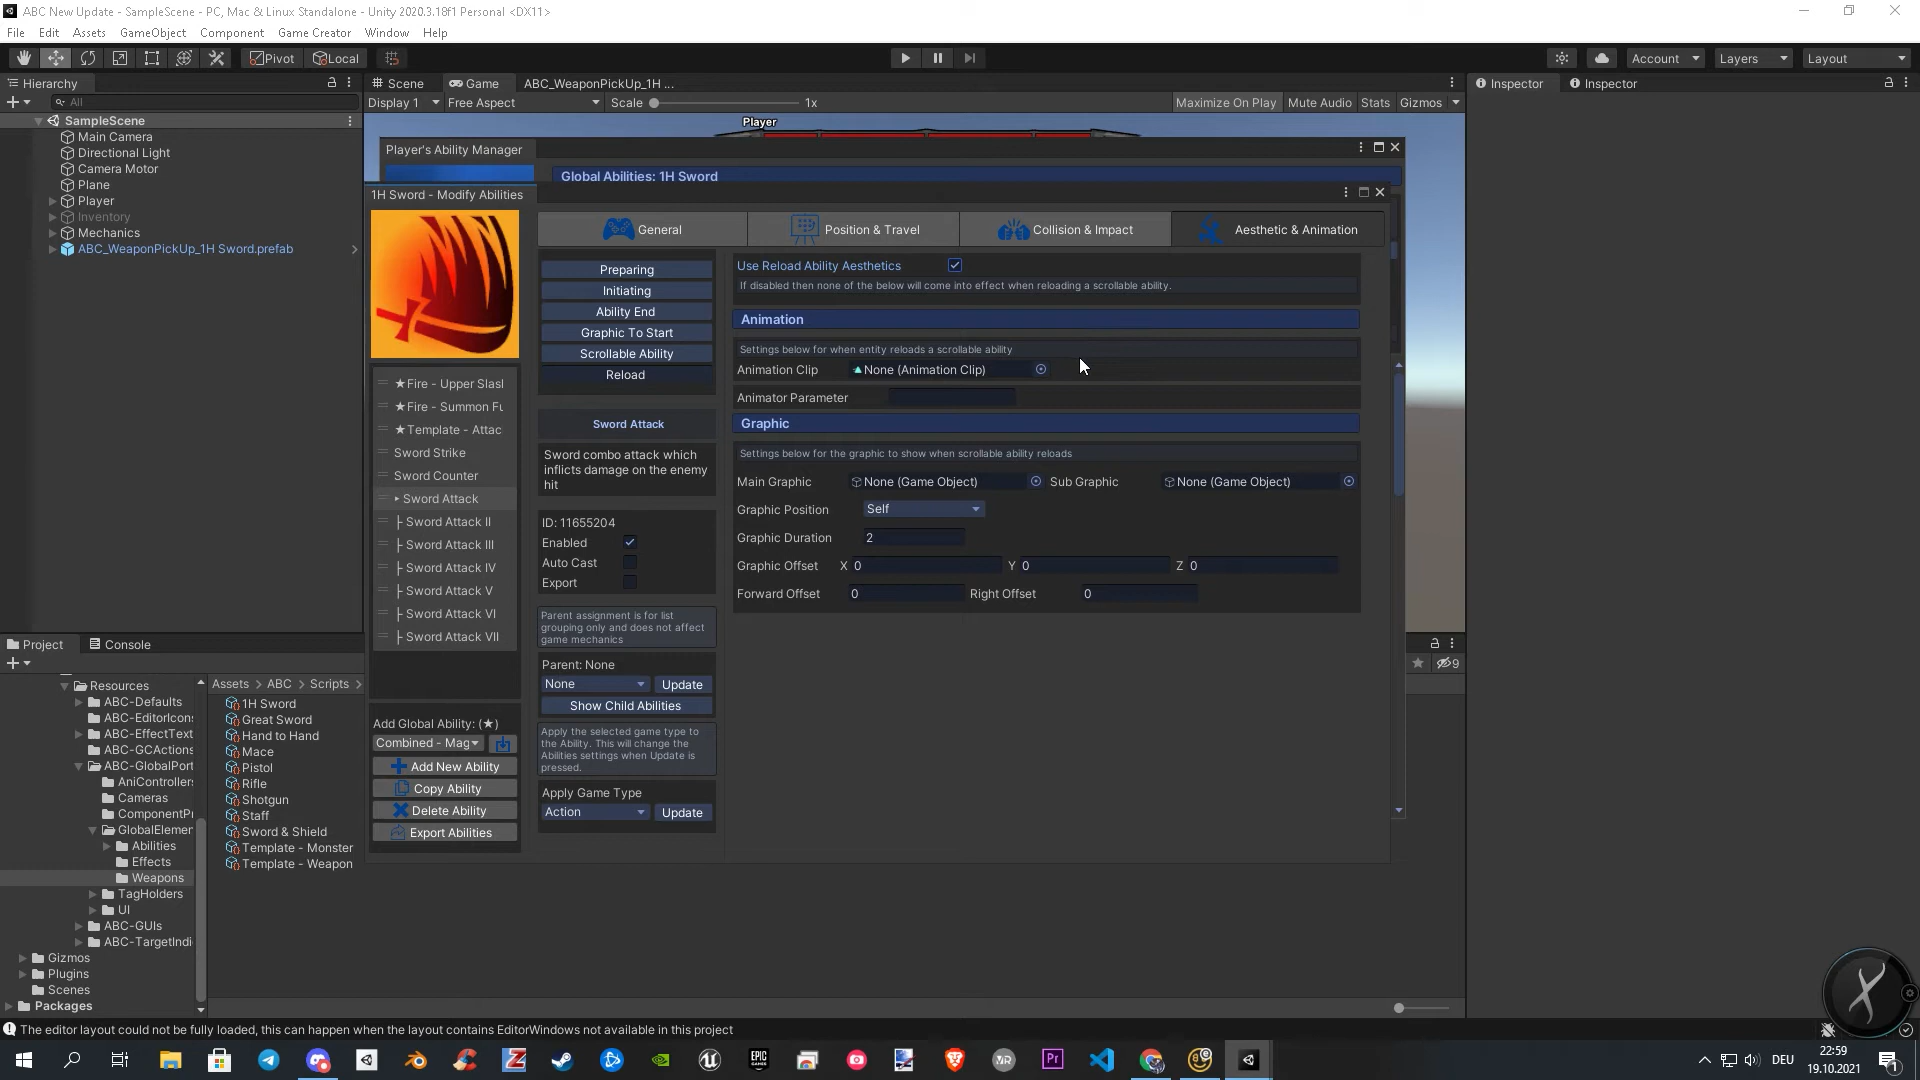 ABC New Update - SampleScene - PC, Mac & Linux Standalone - Unity 2020.3.18f1 Personal <DX11>
File Edit Assets GameObject Component Game Creator Window Help
Pivot Local Account Layers Layout
Hierarchy
Scene Game ABC_WeaponPickUp_1H ...
Inspector Inspector
All
Display 1 Free Aspect Scale 1x Maximize On Play Mute Audio Stats Gizmos
SampleScene
Main Camera
Directional Light
Camera Motor
Plane
Player
Inventory
Mechanics
ABC_WeaponPickUp_1H Sword.prefab
Player
Player's Ability Manager
Global Abilities: 1H Sword
1H Sword - Modify Abilities
General Position & Travel Collision & Impact Aesthetic & Animation
Preparing
Initiating
Ability End
Graphic To Start
Scrollable Ability
Reload
Use Reload Ability Aesthetics
If disabled then none of the below will come into effect when reloading a scrollable ability.
Animation
Settings below for when entity reloads a scrollable ability
Animation Clip None (Animation Clip)
Animator Parameter
Graphic
Settings below for the graphic to show when scrollable ability reloads
Main Graphic None (Game Object) Sub Graphic None (Game Object)
Graphic Position Self
Graphic Duration 2
Graphic Offset X 0 Y 0 Z 0
Forward Offset 0 Right Offset 0
★Fire - Upper Slasl
★Fire - Summon Fu
★Template - Attac
Sword Strike
Sword Counter
Sword Attack
├ Sword Attack II
├ Sword Attack III
├ Sword Attack IV
├ Sword Attack V
├ Sword Attack VI
├ Sword Attack VII
Sword Attack
Sword combo attack which
inflicts damage on the enemy
hit
ID: 11655204
Enabled
Auto Cast
Export
Parent assignment is for list
grouping only and does not affect
game mechanics
Parent: None
None Update
Show Child Abilities
Apply the selected game type to
the Ability. This will change the
Abilities settings when Update is
pressed.
Apply Game Type
Action Update
Add Global Ability: (★)
Combined - Mag
Add New Ability
Copy Ability
Delete Ability
Export Abilities
Project Console
9
Resources
ABC-Defaults
ABC-EditorIcons
ABC-EffectText
ABC-GCActions
ABC-GlobalPort
AniControllers
Cameras
ComponentPr
GlobalElemen
Abilities
Effects
Weapons
TagHolders
UI
ABC-GUIs
ABC-TargetIndi
Gizmos
Plugins
Scenes
Packages
Assets > ABC > Scripts >
1H Sword
Great Sword
Hand to Hand
Mace
Pistol
Rifle
Shotgun
Staff
Sword & Shield
Template - Monster
Template - Weapon
The editor layout could not be fully loaded, this can happen when the layout contains EditorWindows not available in this project
EPIC GAMES
VR
Pr
DEU
22:59
19.10.2021
1